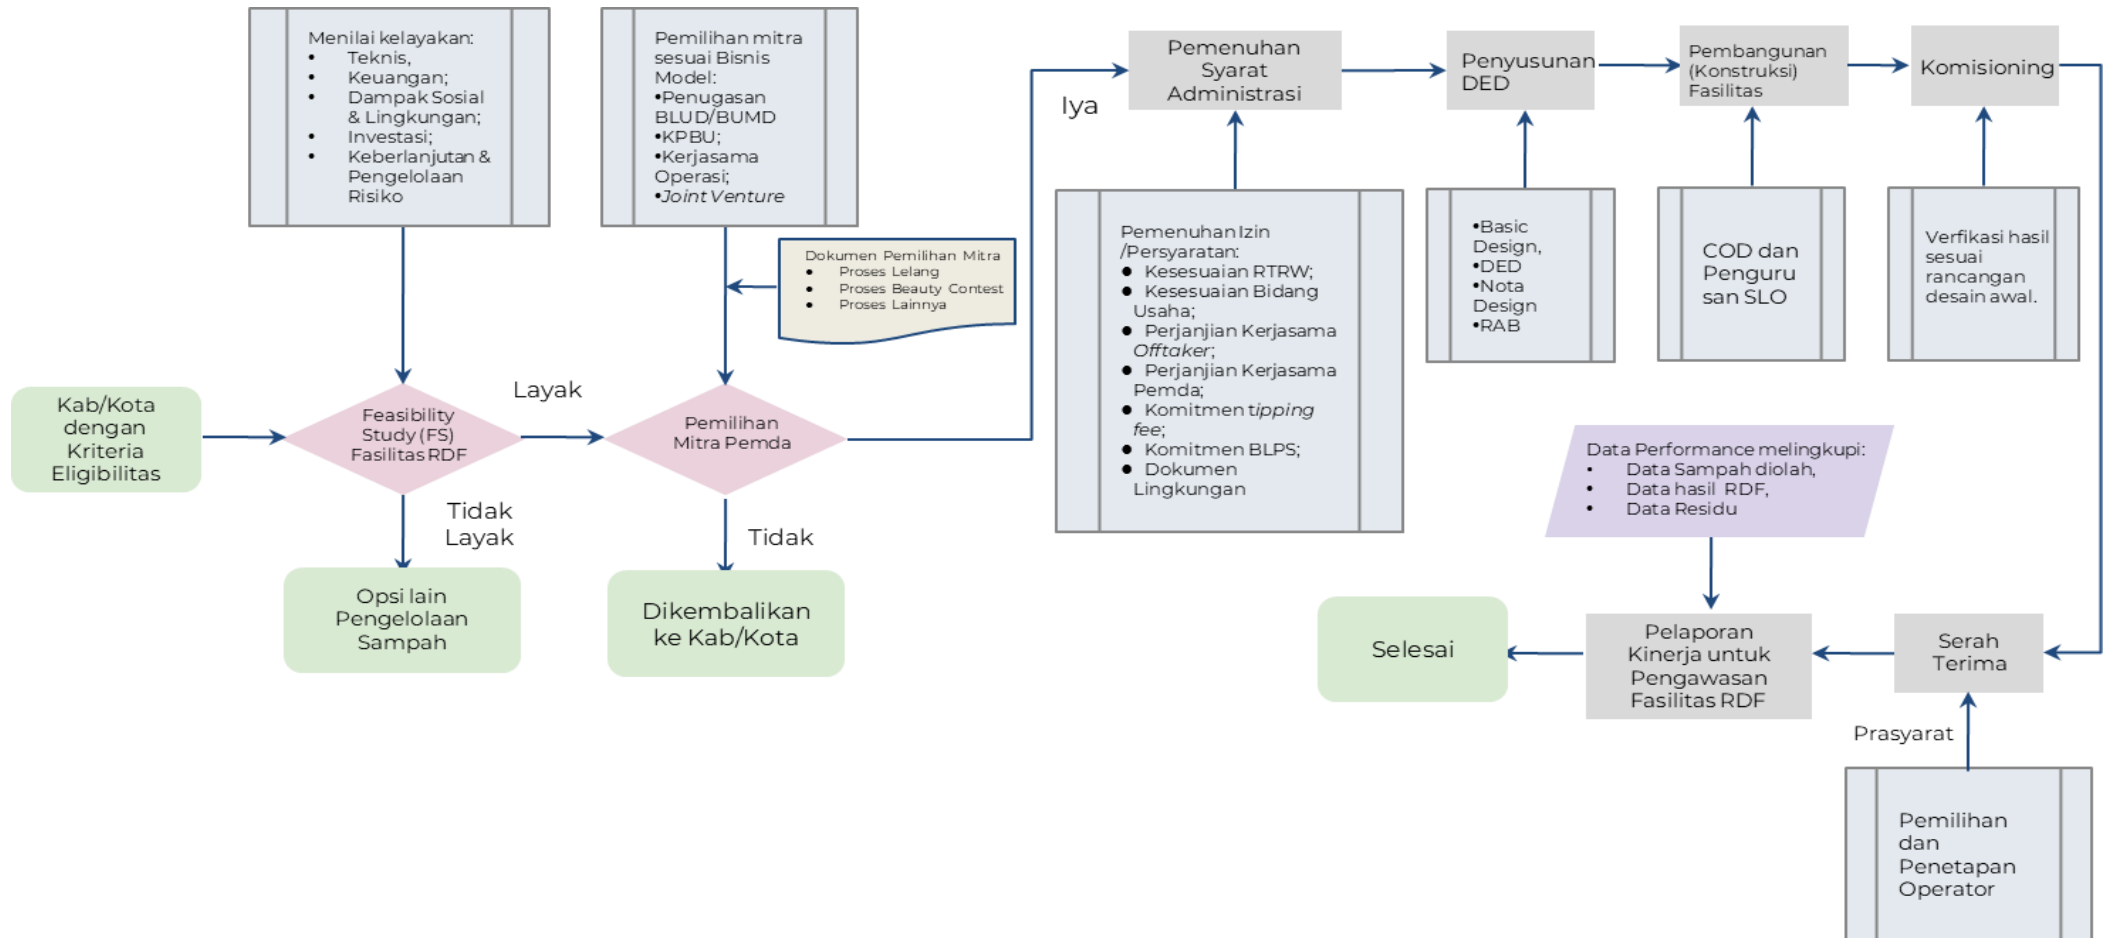 Menilai kelayakan:
• Teknis,
• Keuangan;
• Dampak Sosial
& Lingkungan;
• Investasi;
• Keberlanjutan &
Pengelolaan
Risiko
Pemilihan mitra
sesuai Bisnis
Model:
•Penugasan
BLUD/BUMD
•KPBU;
•Kerjasama
Operasi;
•Joint Venture
Dokumen Pemilihan Mitra
• Proses Lelang
• Proses Beauty Contest
• Proses Lainnya
Kab/Kota
dengan
Kriteria
Eligibilitas
Feasibility
Study (FS)
Fasilitas RDF
Layak
Tidak
Layak
Opsi lain
Pengelolaan
Sampah
Pemilihan
Mitra Pemda
Tidak
Dikembalikan
ke Kab/Kota
Iya
Pemenuhan
Syarat
Administrasi
Pemenuhan Izin
/Persyaratan:
● Kesesuaian RTRW;
● Kesesuaian Bidang
Usaha;
● Perjanjian Kerjasama
Offtaker;
● Perjanjian Kerjasama
Pemda;
● Komitmen tipping
fee;
● Komitmen BLPS;
● Dokumen
Lingkungan
Penyusunan
DED
•Basic
Design,
•DED
•Nota
Design
•RAB
Pembangunan
(Konstruksi)
Fasilitas
COD dan
Penguru
san SLO
Komisioning
Verfikasi hasil
sesuai
rancangan
desain awal.
Data Performance melingkupi:
• Data Sampah diolah,
• Data hasil RDF,
• Data Residu
Selesai
Pelaporan
Kinerja untuk
Pengawasan
Fasilitas RDF
Serah
Terima
Prasyarat
Pemilihan
dan
Penetapan
Operator